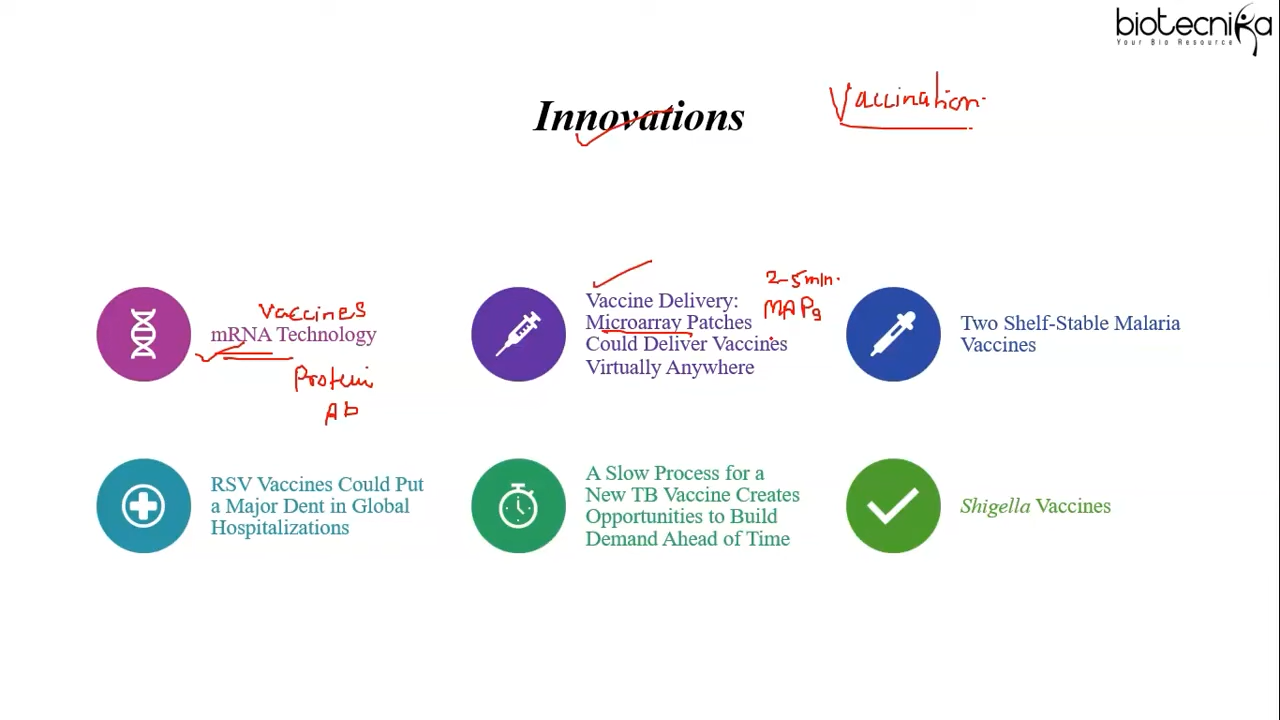 biotecnika
Your Bio Resource
Innovations
Vaccination.
Vaccines
mRNA Technology
Protein
Ab
Vaccine Delivery:
Microarray Patches
Could Deliver Vaccines
Virtually Anywhere
2-5 min.
MAPs
Two Shelf-Stable Malaria
Vaccines
RSV Vaccines Could Put
a Major Dent in Global
Hospitalizations
A Slow Process for a
New TB Vaccine Creates
Opportunities to Build
Demand Ahead of Time
Shigella Vaccines